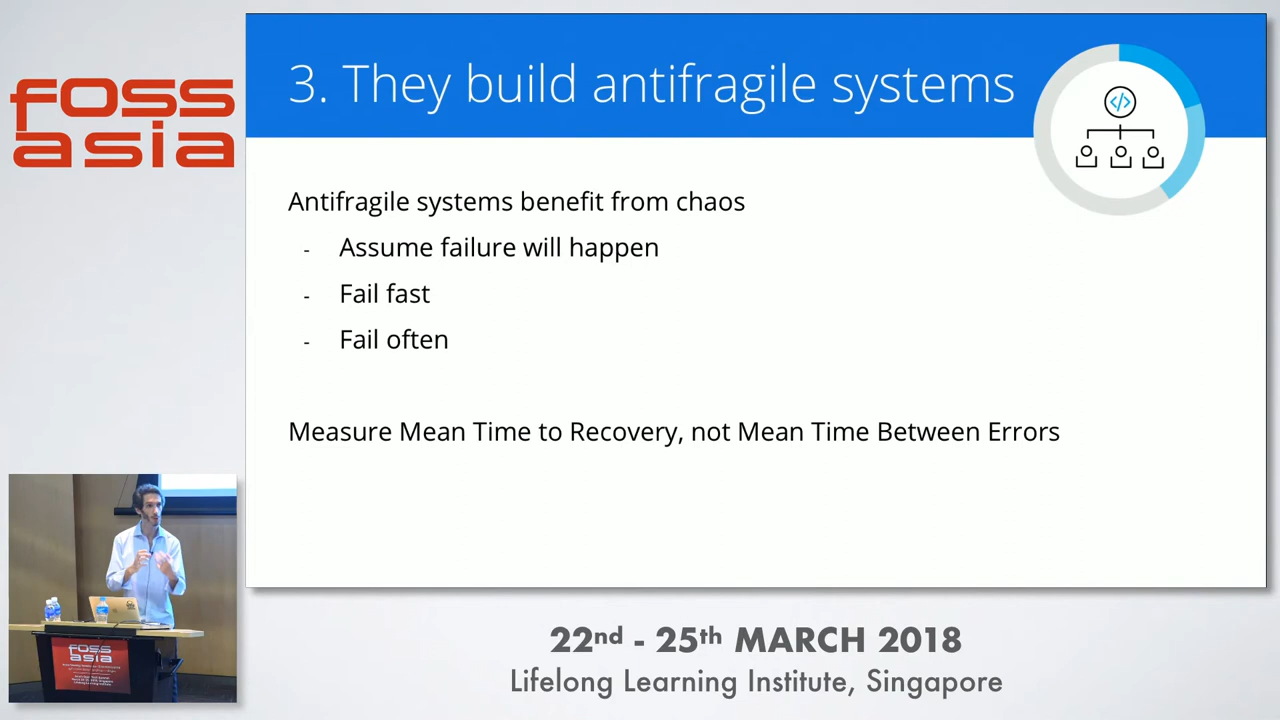 foss
asia
3. They build antifragile systems
</>
Antifragile systems benefit from chaos
- Assume failure will happen
- Fail fast
- Fail often
Measure Mean Time to Recovery, not Mean Time Between Errors
foss
asia
22nd - 25th MARCH 2018
Lifelong Learning Institute, Singapore